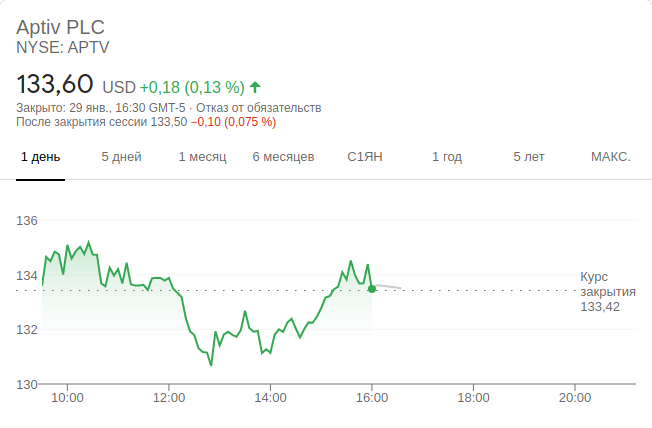 Aptiv PLC
NYSE: APTV
133,60 USD +0,18 (0,13 %)
Закрыто: 29 янв., 16:30 GMT-5 · Отказ от обязательств
После закрытия сессии 133,50 −0,10 (0,075 %)
1 день 5 дней 1 месяц 6 месяцев С1ЯН 1 год 5 лет МАКС.
136
134
Курс
закрытия
133,42
132
130
10:00 12:00 14:00 16:00 18:00 20:00